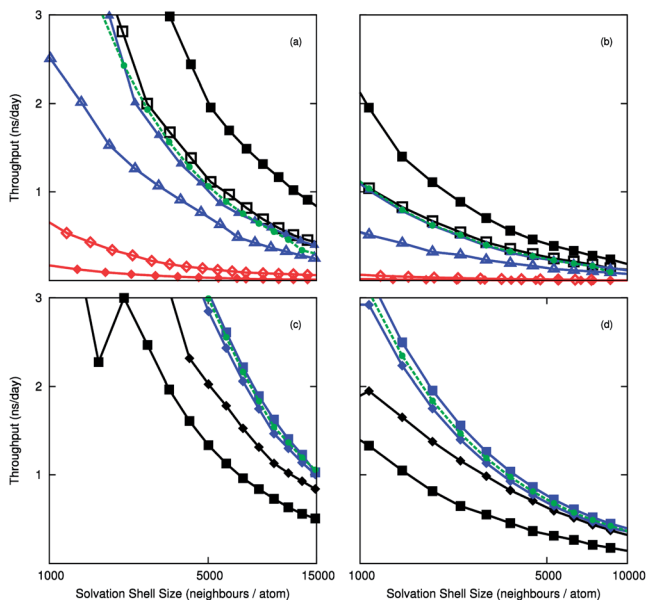 3
(a)
(b)
2
Throughput (ns/day)
1
3
(c)
(d)
2
Throughput (ns/day)
1
1000 5000 15000 1000 5000 10000
Solvation Shell Size (neighbours / atom) Solvation Shell Size (neighbours / atom)